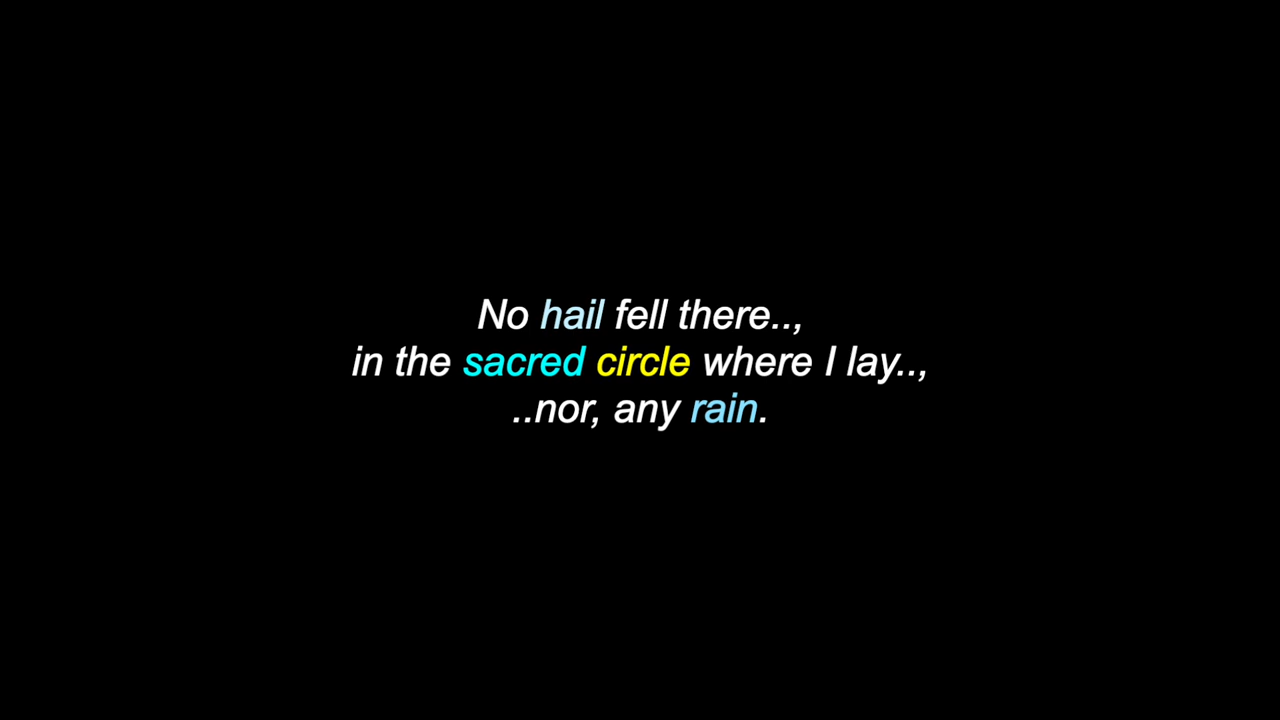 No hail fell there..,
in the sacred circle where I lay..,
..nor, any rain.